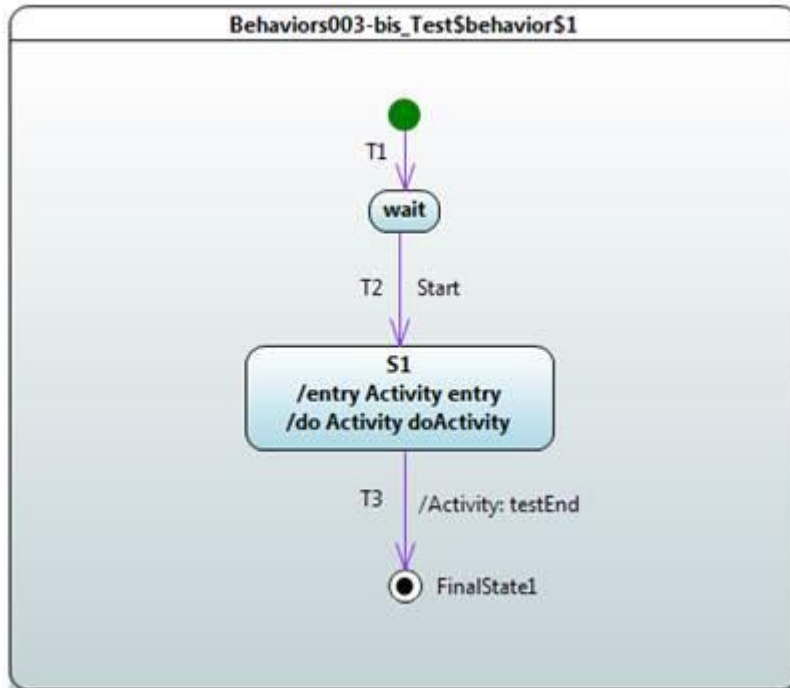 Behaviors003-bis_Test$behavior$1
T1
wait
T2 Start
S1
/entry Activity entry
/do Activity doActivity
T3 /Activity: testEnd
FinalState1